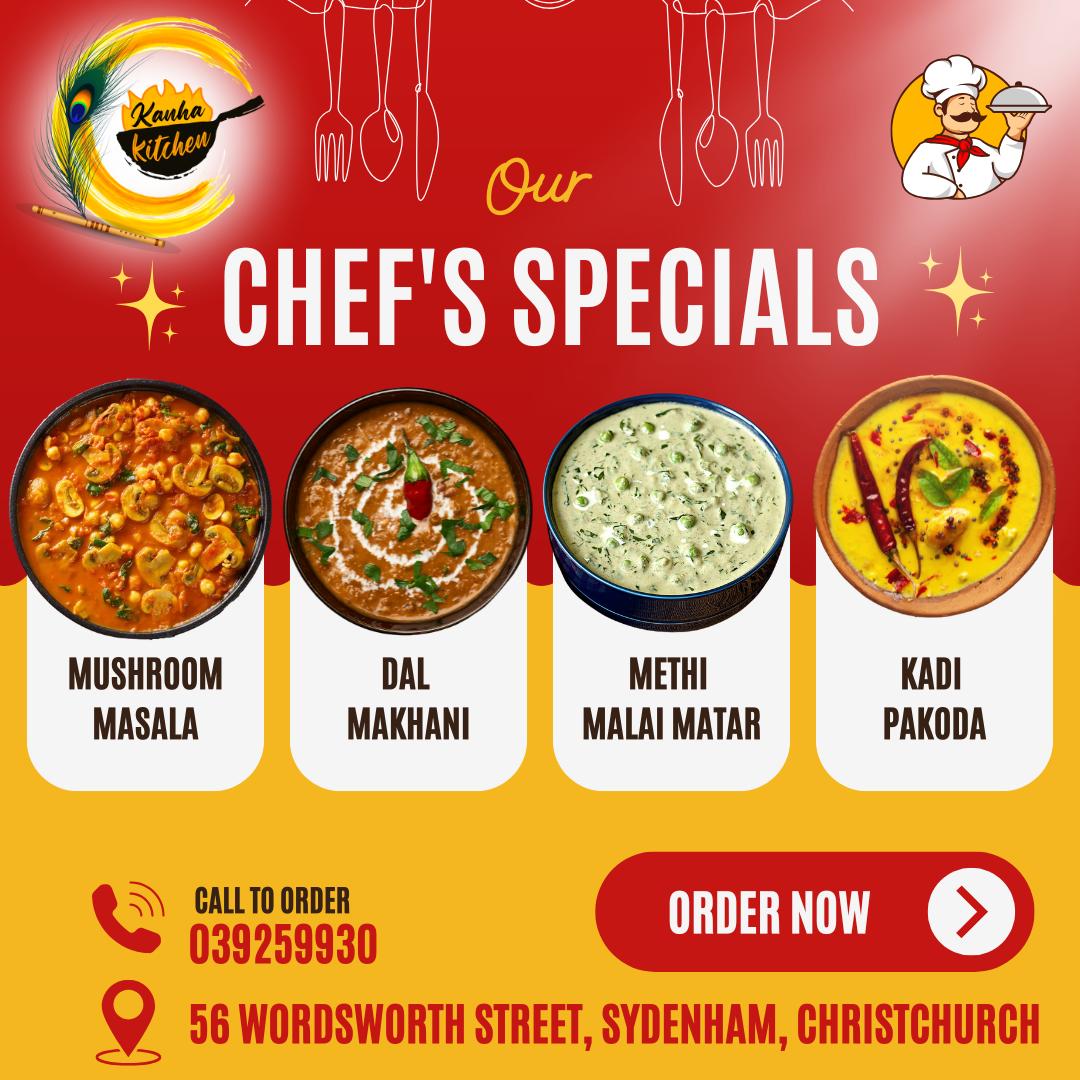 Kanha
Kitchen
Our
CHEF'S SPECIALS
MUSHROOM
MASALA
DAL
MAKHANI
METHI
MALAI MATAR
KADI
PAKODA
CALL TO ORDER
039259930
ORDER NOW
56 WORDSWORTH STREET, SYDENHAM, CHRISTCHURCH